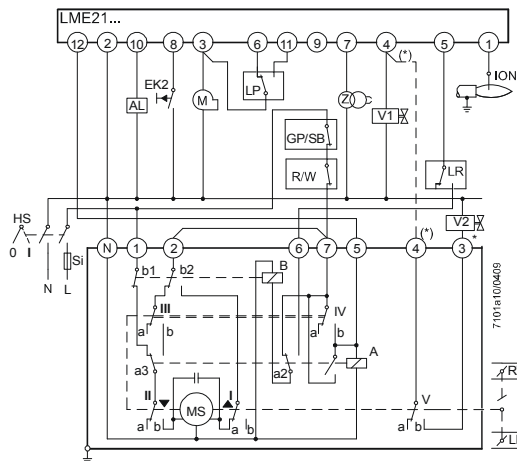 LME21...
12 2 10 8 3 6 11 9 7 4 (*) 5 1
ION
EK2
AL M LP Z V1
GP/SB
R/W
LR
HS
V2
0 I
Si
(*) *
N L
N 1 2 6 7 5 4 3
b1 b2 B
III IV
a b a b
A
a3 a2
II I V
MS
a b a b a b
R
L
7101a10/0409